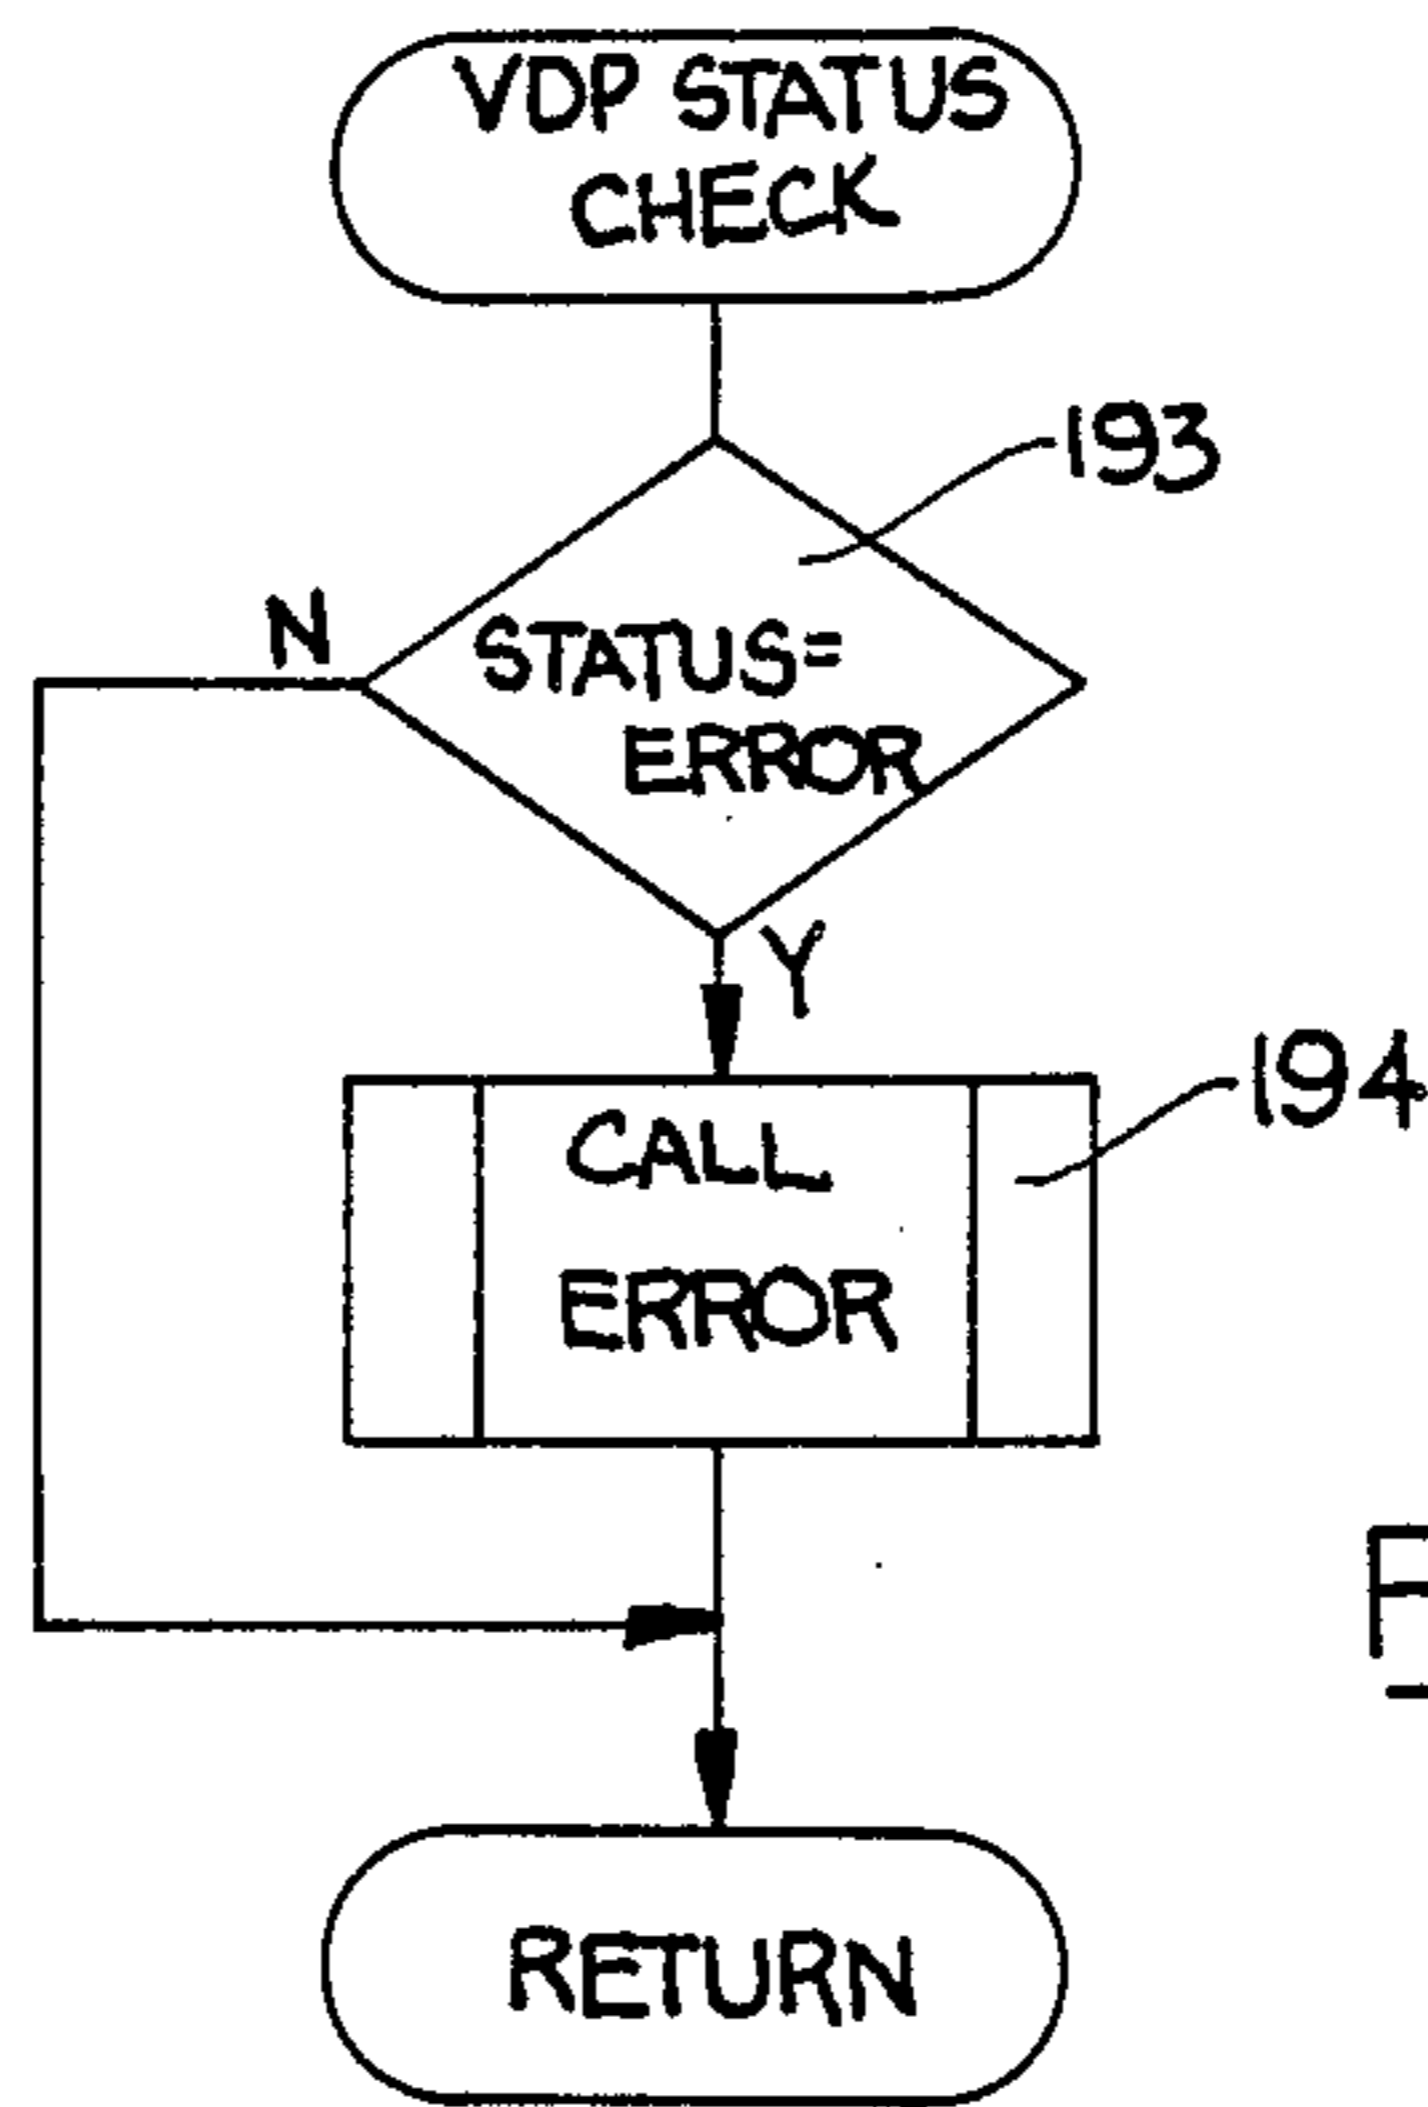 VDP STATUS
CHECK
193
N
STATUS=
ERROR
Y
194
CALL
ERROR
RETURN